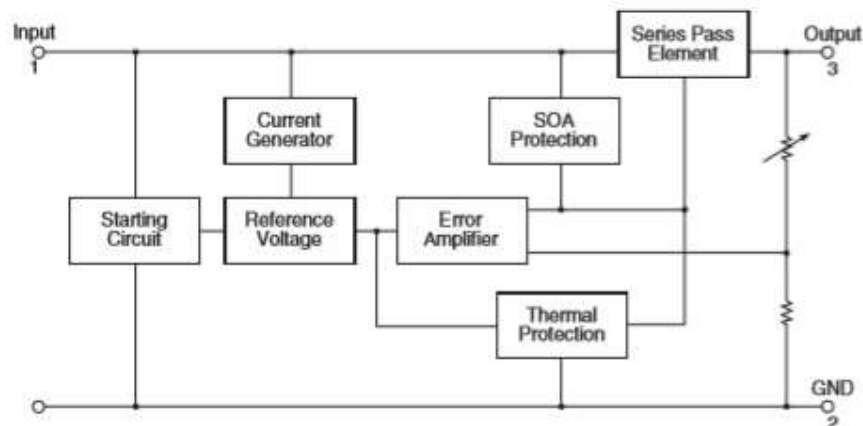 Input
1
Series Pass
Element
Output
3
Current
Generator
SOA
Protection
Starting
Circuit
Reference
Voltage
Error
Amplifier
Thermal
Protection
GND
2